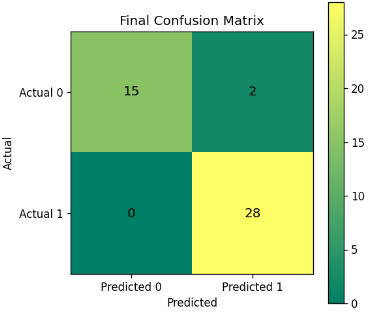 Final Confusion Matrix
Actual 0
15
2
Actual 1
0
28
Predicted 0
Predicted 1
Predicted
Actual
25
20
15
10
5
0